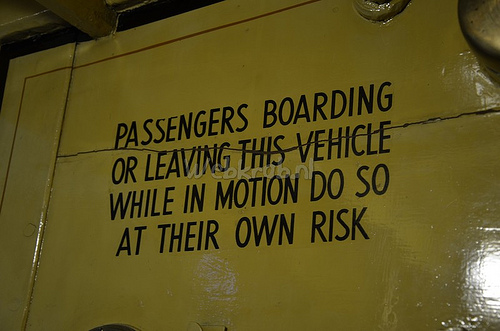 PASSENGERS BOARDING
OR LEAVING THIS VEHICLE
WHILE IN MOTION DO SO
AT THEIR OWN RISK